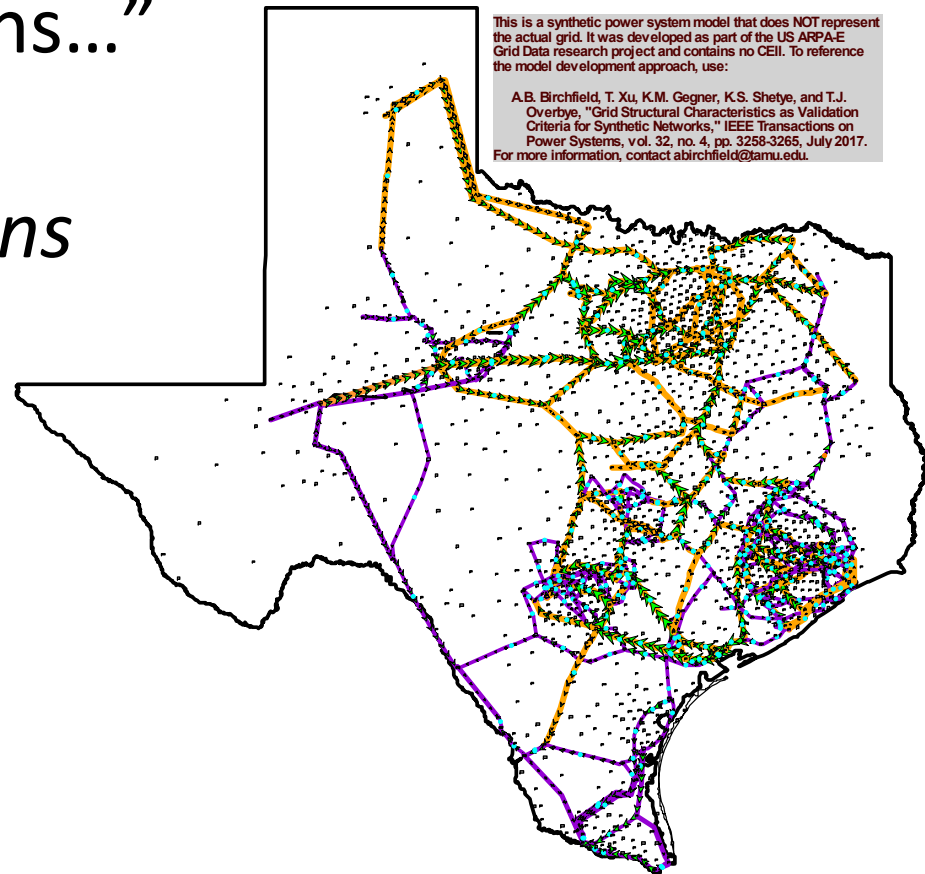 ns…”
ns
This is a synthetic power system model that does NOT represent
the actual grid. It was developed as part of the US ARPA-E
Grid Data research project and contains no CEII. To reference
the model development approach, use:
A.B. Birchfield, T. Xu, K.M. Gegner, K.S. Shetye, and T.J.
Overbye, "Grid Structural Characteristics as Validation
Criteria for Synthetic Networks," IEEE Transactions on
Power Systems, vol. 32, no. 4, pp. 3258-3265, July 2017.
For more information, contact abirchfield@tamu.edu.